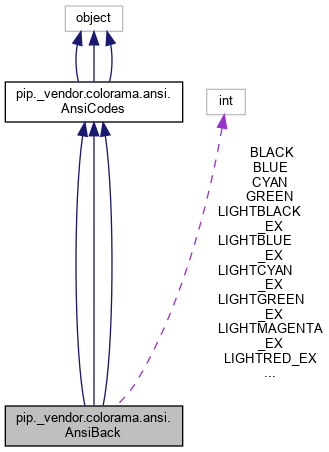 object
pip._vendor.colorama.ansi.
AnsiCodes
int
BLACK
BLUE
CYAN
GREEN
LIGHTBLACK
_EX
LIGHTBLUE
_EX
LIGHTCYAN
_EX
LIGHTGREEN
_EX
LIGHTMAGENTA
_EX
LIGHTRED_EX
...
pip._vendor.colorama.ansi.
AnsiBack